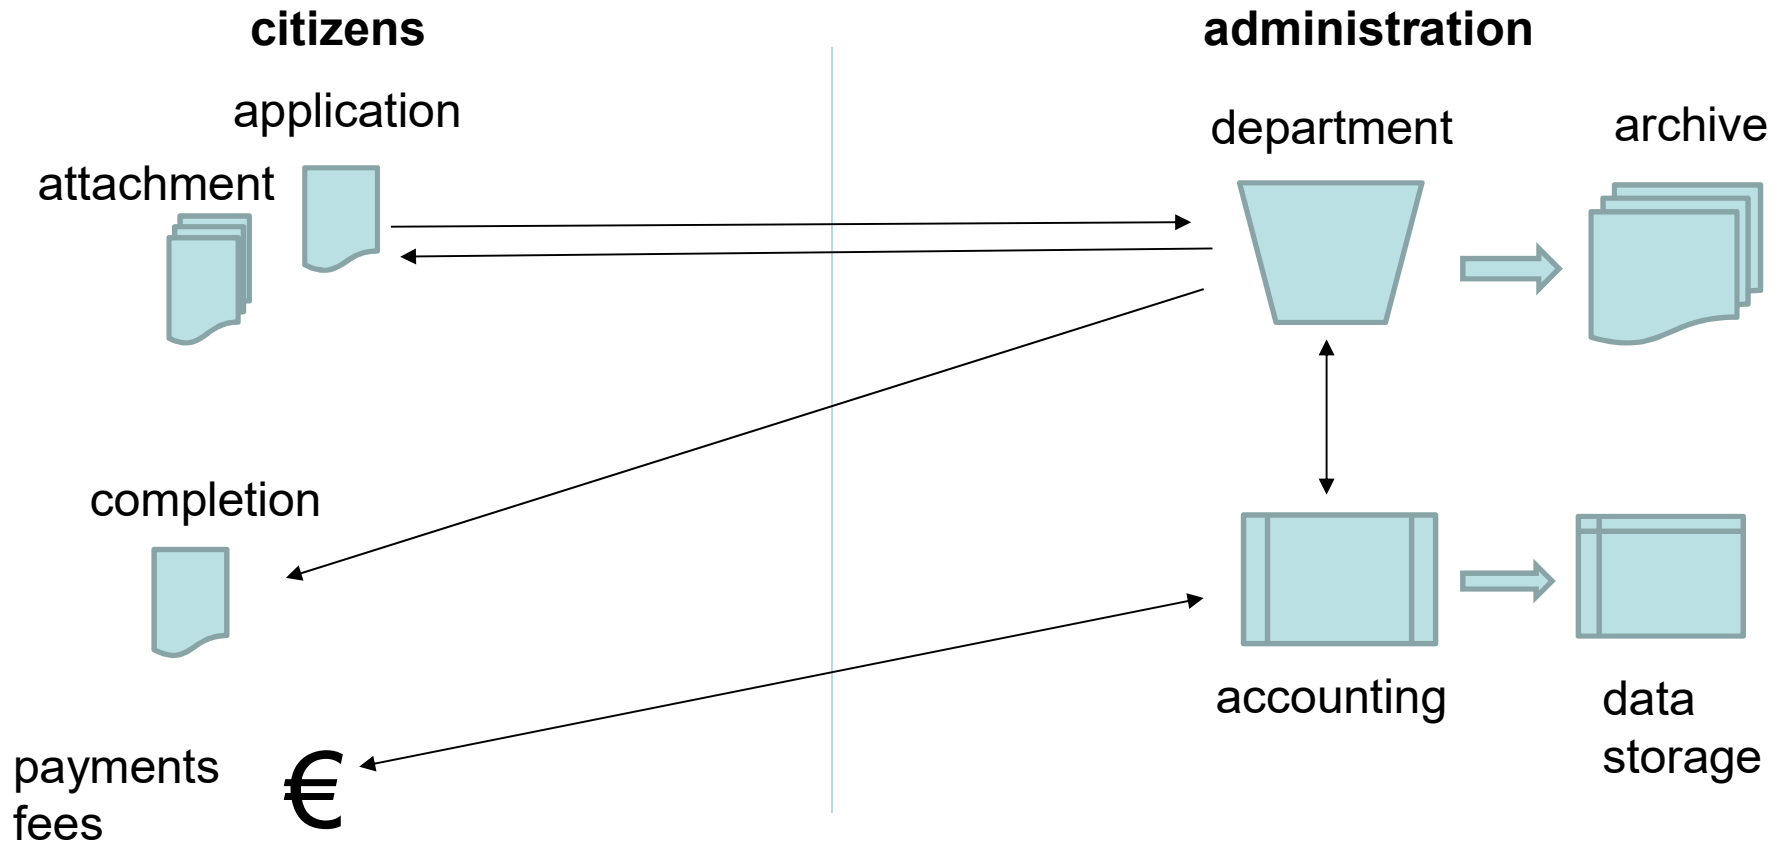 citizens
administration
application
department
archive
attachment
completion
accounting
data
storage
payments
fees
€